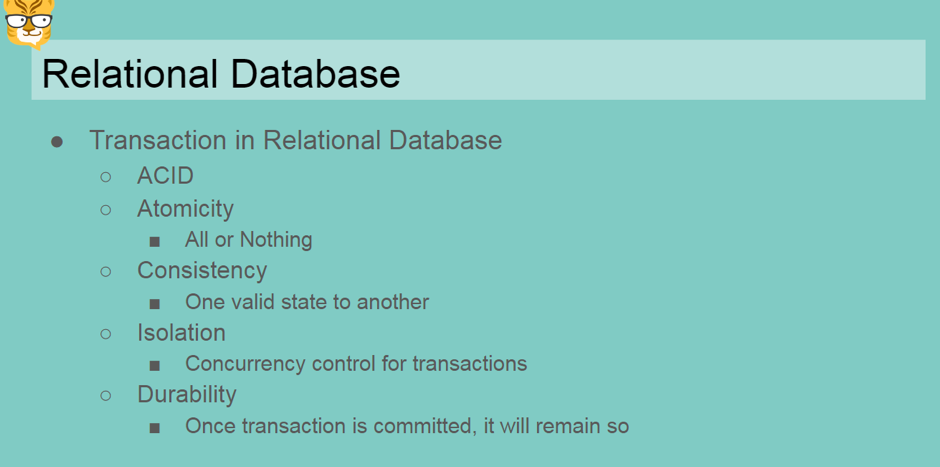 Relational Database
● Transaction in Relational Database
○ ACID
○ Atomicity
■ All or Nothing
○ Consistency
■ One valid state to another
○ Isolation
■ Concurrency control for transactions
○ Durability
■ Once transaction is committed, it will remain so